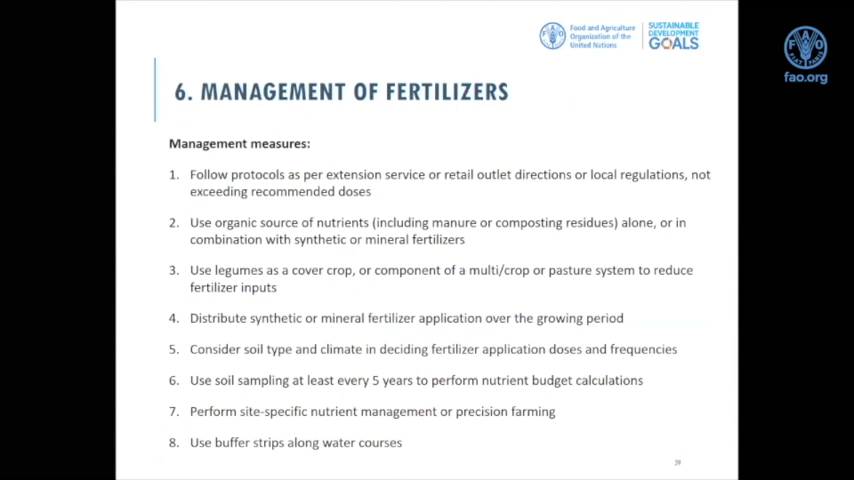 Food and Agriculture
Organization of the
United Nations
SUSTAINABLE
DEVELOPMENT
GOALS
FAO
FIAT PANIS
fao.org
6. MANAGEMENT OF FERTILIZERS
Management measures:
1. Follow protocols as per extension service or retail outlet directions or local regulations, not
exceeding recommended doses
2. Use organic source of nutrients (including manure or composting residues) alone, or in
combination with synthetic or mineral fertilizers
3. Use legumes as a cover crop, or component of a multi/crop or pasture system to reduce
fertilizer inputs
4. Distribute synthetic or mineral fertilizer application over the growing period
5. Consider soil type and climate in deciding fertilizer application doses and frequencies
6. Use soil sampling at least every 5 years to perform nutrient budget calculations
7. Perform site-specific nutrient management or precision farming
8. Use buffer strips along water courses